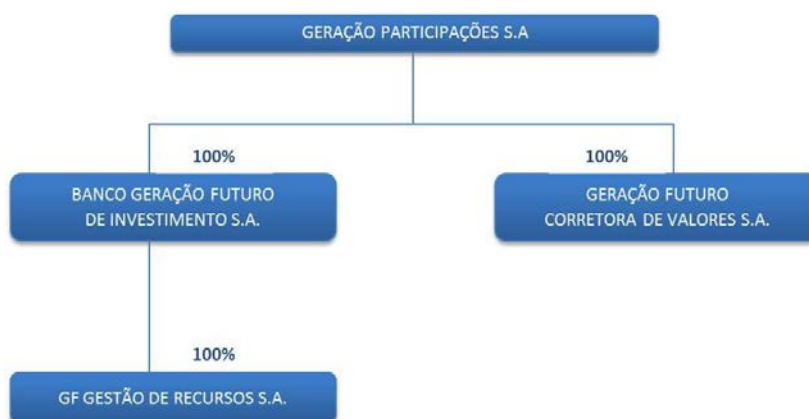 GERAÇÃO PARTICIPAÇÕES S.A
100%
100%
BANCO GERAÇÃO FUTURO
DE INVESTIMENTO S.A.
GERAÇÃO FUTURO
CORRETORA DE VALORES S.A.
100%
GF GESTÃO DE RECURSOS S.A.